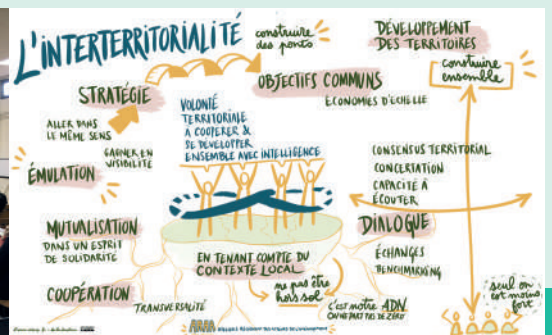 L'INTERTERRITORIALITÉ
construire
des ponts
DÉVELOPPEMENT
DES TERRITOIRES
construire
ensemble
STRATÉGIE
OBJECTIFS COMMUNS
ÉCONOMIES D'ÉCHELLE
ALLER DANS
LE MÊME SENS
VOLONTÉ
TERRITORIALE
À COOPÉRER &
SE DÉVELOPPER
ENSEMBLE AVEC INTELLIGENCE
GAGNER EN
VISIBILITÉ
ÉMULATION
CONSENSUS TERRITORIAL
CONCERTATION
CAPACITÉ À
ÉCOUTER
MUTUALISATION
DANS UN ESPRIT
DE SOLIDARITÉ
DIALOGUE
EN TENANT COMPTE DU
CONTEXTE LOCAL
ÉCHANGES
BENCHMARKING
COOPÉRATION
TRANSVERSALITÉ
ne pas être
hors sol
C'est notre ADN
ON NE PART PAS DE ZÉRO
seul on
est moins
fort